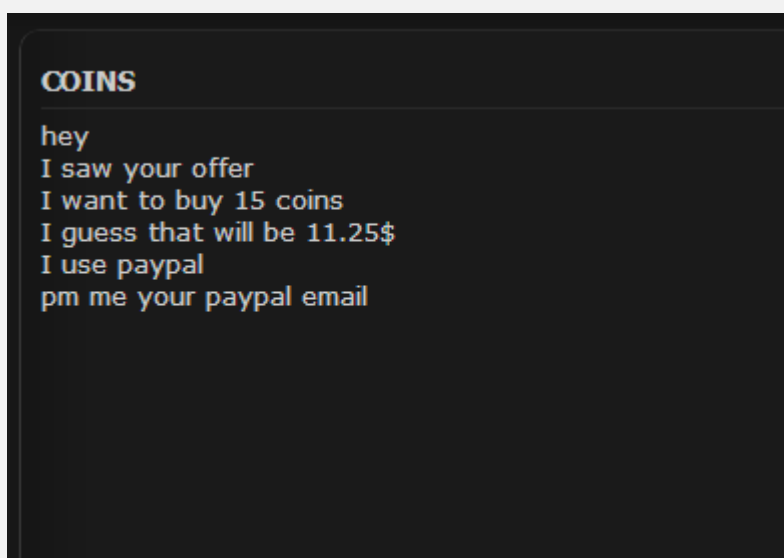 COINS
hey
I saw your offer
I want to buy 15 coins
I guess that will be 11.25$
I use paypal
pm me your paypal email